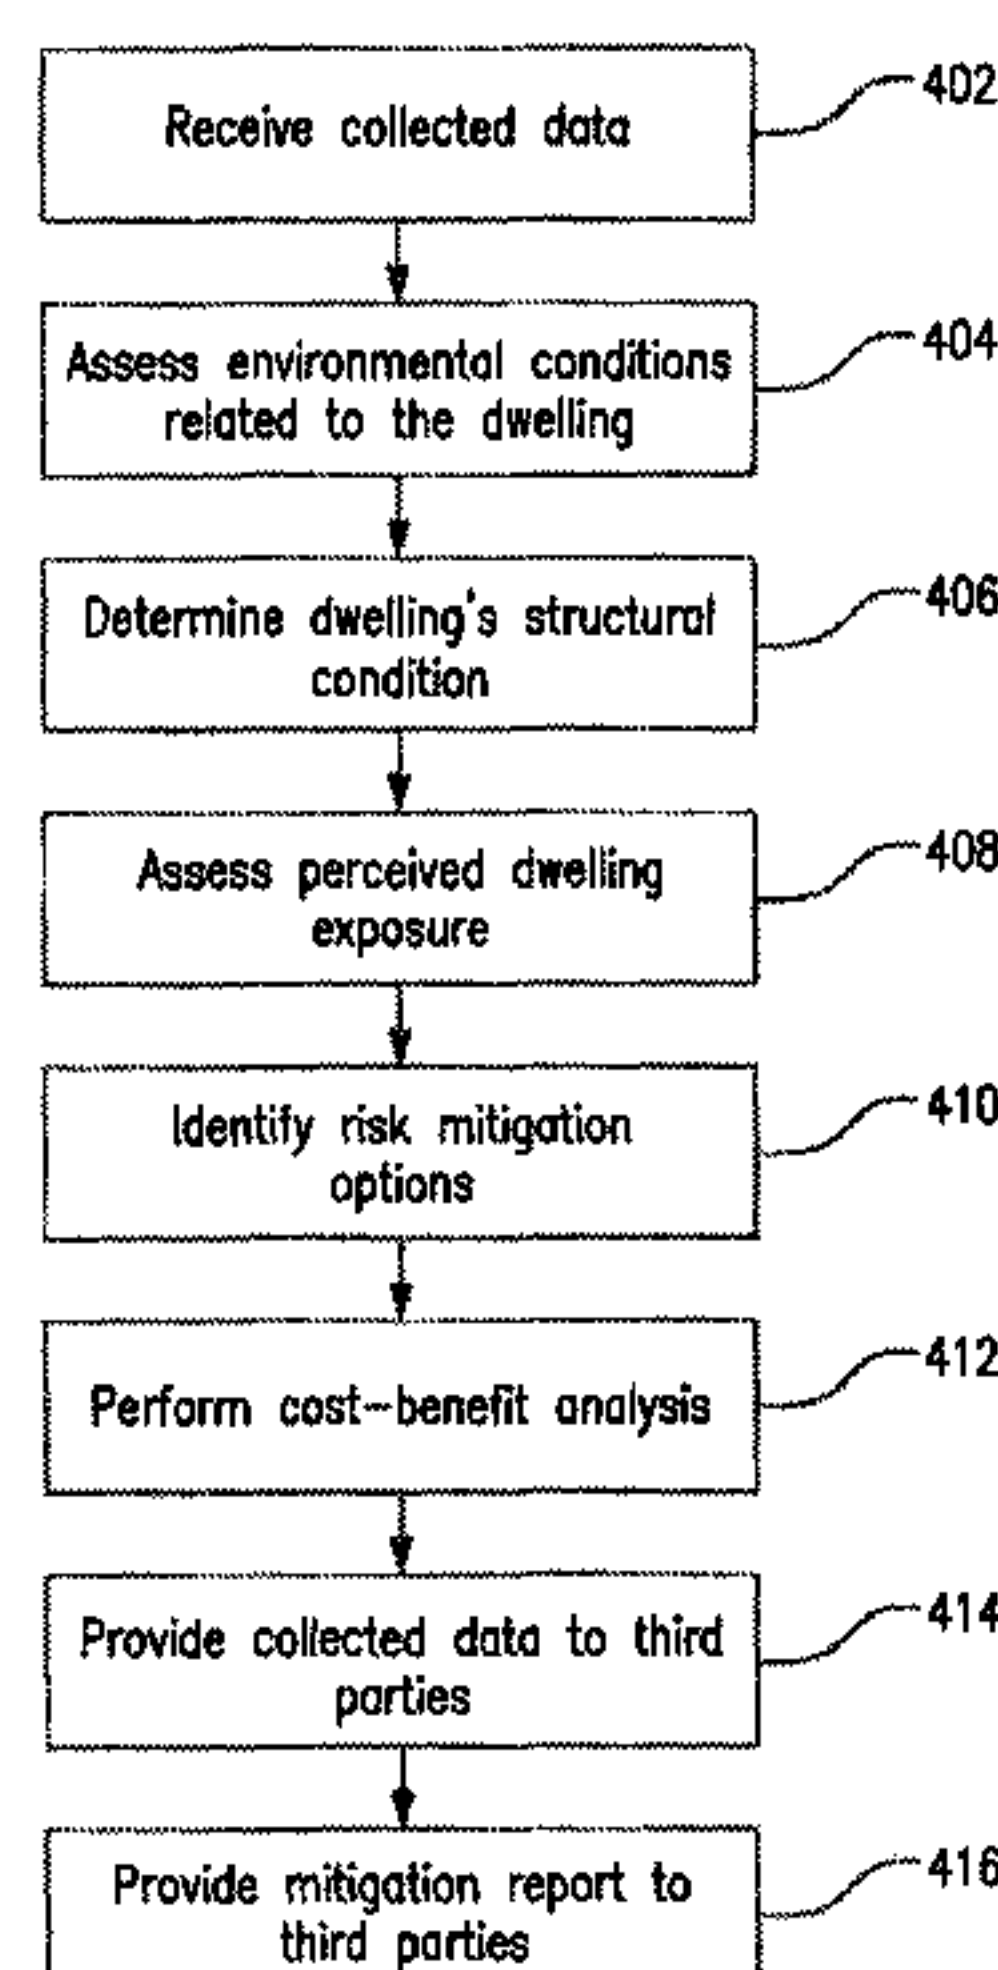 Receive collected data
402
Assess environmental conditions
related to the dwelling
404
Determine dwelling's structural
condition
406
Assess perceived dwelling
exposure
408
Identify risk mitigation
options
410
Perform cost-benefit analysis
412
Provide collected data to third
parties
414
Provide mitigation report to
third parties
416